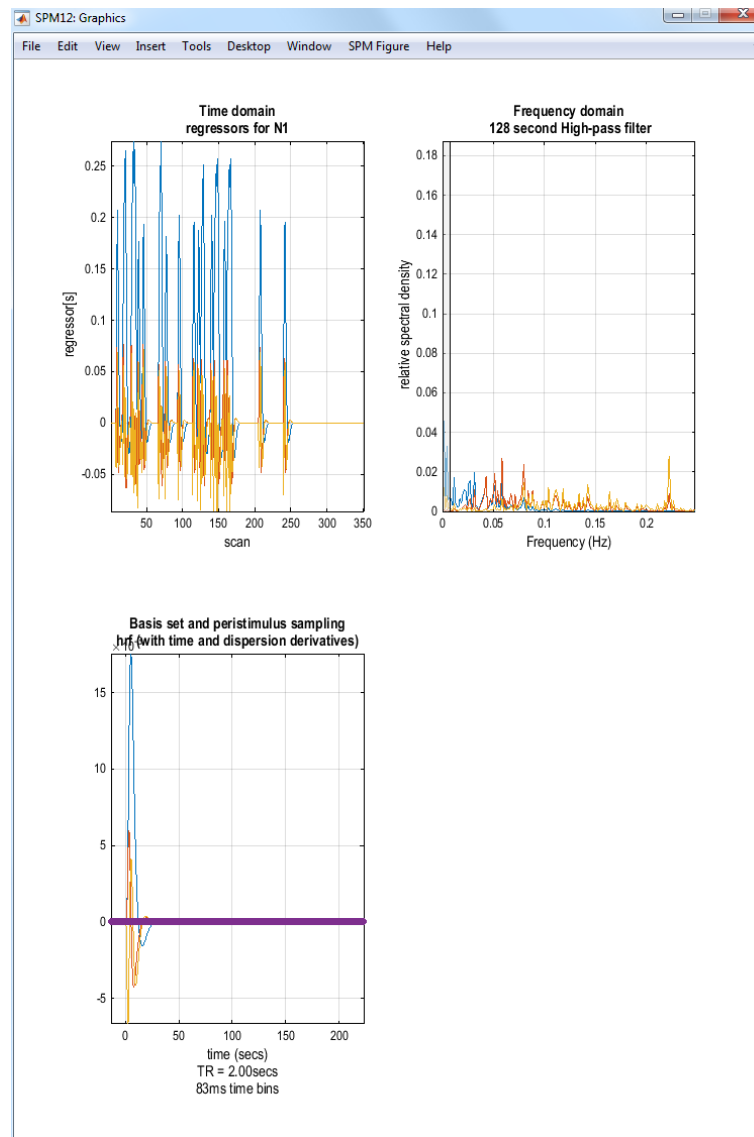 SPM12: Graphics
File Edit View Insert Tools Desktop Window SPM Figure Help
Time domain
regressors for N1
0.25
0.2
0.15
0.1
0.05
0
-0.05
regressor[s]
50 100 150 200 250 300 350
scan
Frequency domain
128 second High-pass filter
0.18
0.16
0.14
0.12
0.1
0.08
0.06
0.04
0.02
0
relative spectral density
0 0.05 0.1 0.15 0.2
Frequency (Hz)
Basis set and peristimulus sampling
hrf (with time and dispersion derivatives)
15
10
5
0
-5
0 50 100 150 200
time (secs)
TR = 2.00secs
83ms time bins